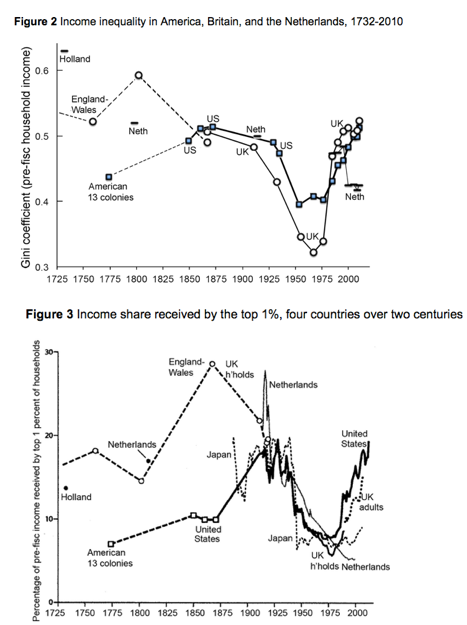 Figure 2 Income inequality in America, Britain, and the Netherlands, 1732-2010
Gini coefficient (pre-fisc household income)
0.6
0.5
0.4
0.3
Holland
England-
Wales
Neth
American
13 colonies
US
US
UK
Neth
US
UK
UK
Neth
1725 1750 1775 1800 1825 1850 1875 1900 1925 1950 1975 2000
Figure 3 Income share received by the top 1%, four countries over two centuries
Percentage of pre-fisc income received by top 1 percent of households
30
20
10
0
England-
Wales
UK
h'holds
Netherlands
Netherlands
Japan
United
States
Holland
American
13 colonies
United
States
Japan
UK
adults
UK
h'holds
Netherlands
1725 1750 1775 1800 1825 1850 1875 1900 1925 1950 1975 2000